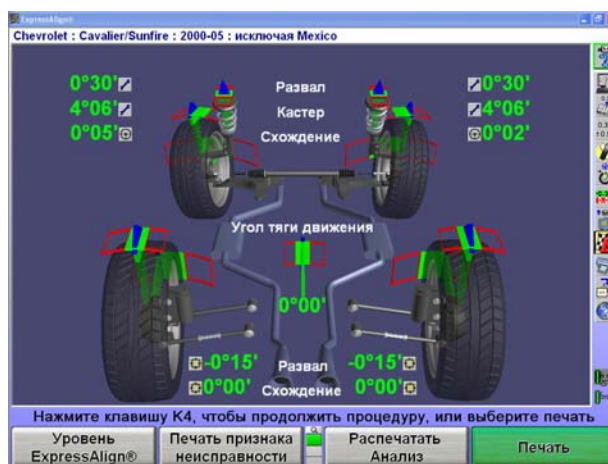 ExpressAlign®
Chevrolet : Cavalier/Sunfire : 2000-05 : исключая Mexico
0°30' Развал 0°30'
4°06' Кастер 4°06'
0°05' Схождение 0°02'
Угол тяги движения
0°00'
-0°15' Развал -0°15'
0°00' Схождение 0°00'
Нажмите клавишу K4, чтобы продолжить процедуру, или выберите печать
Уровень ExpressAlign®
Печать признака неисправности
Распечатать Анализ
Печать